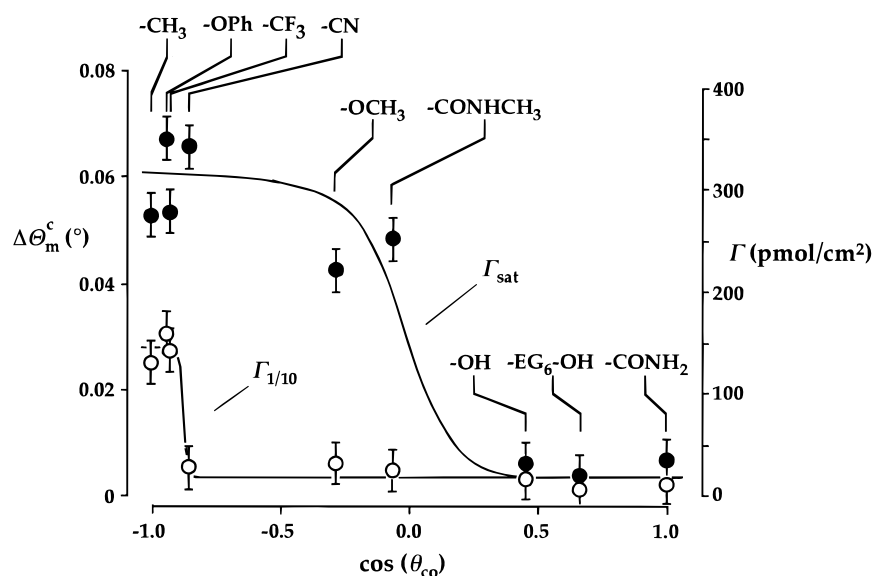 -CH₃ -OPh -CF₃ -CN
-OCH₃ -CONHCH₃
0.08
0.06
0.04
0.02
0
ΔΘₘᶜ (°)
400
300
200
100
0
Γ (pmol/cm²)
Γsat
Γ1/10
-OH -EG₆-OH -CONH₂
-1.0 -0.5 0.0 0.5 1.0
cos (θco)